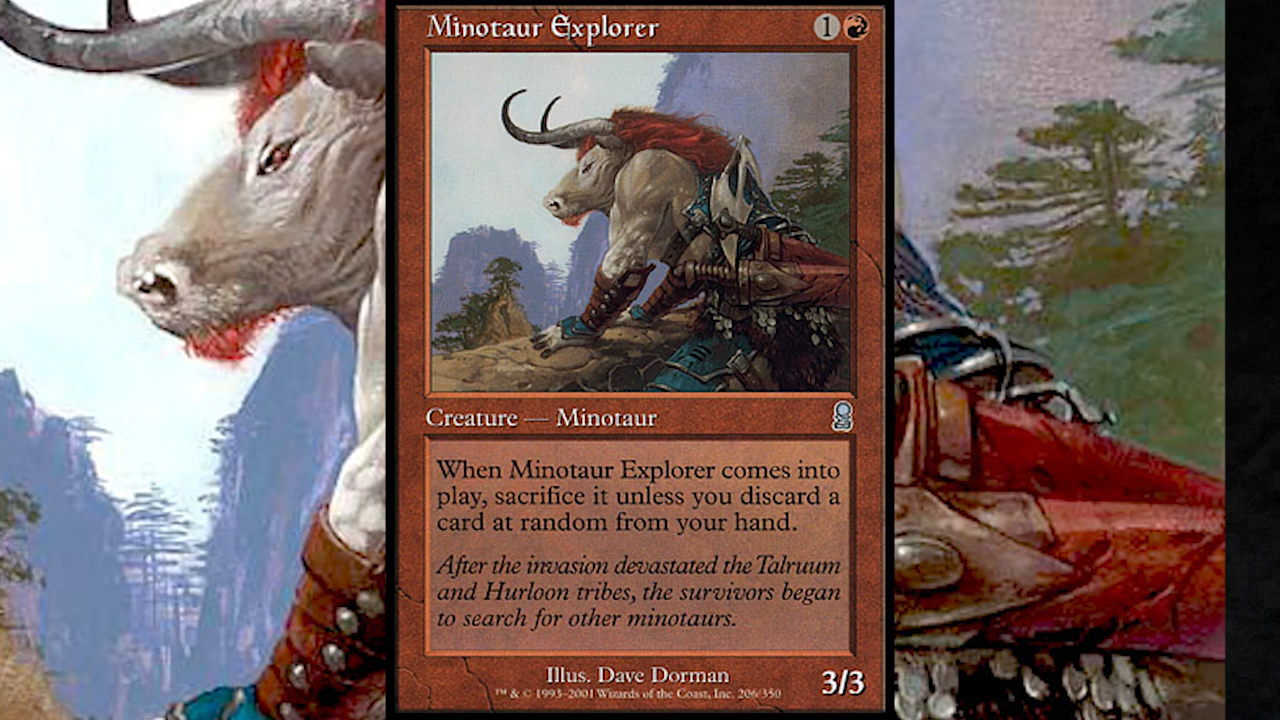 Minotaur Explorer 1
Creature — Minotaur
When Minotaur Explorer comes into
play, sacrifice it unless you discard a
card at random from your hand.
After the invasion devastated the Talruum
and Hurloon tribes, the survivors began
to search for other minotaurs.
Illus. Dave Dorman
™ & © 1993–2001 Wizards of the Coast, Inc. 206/350
3/3